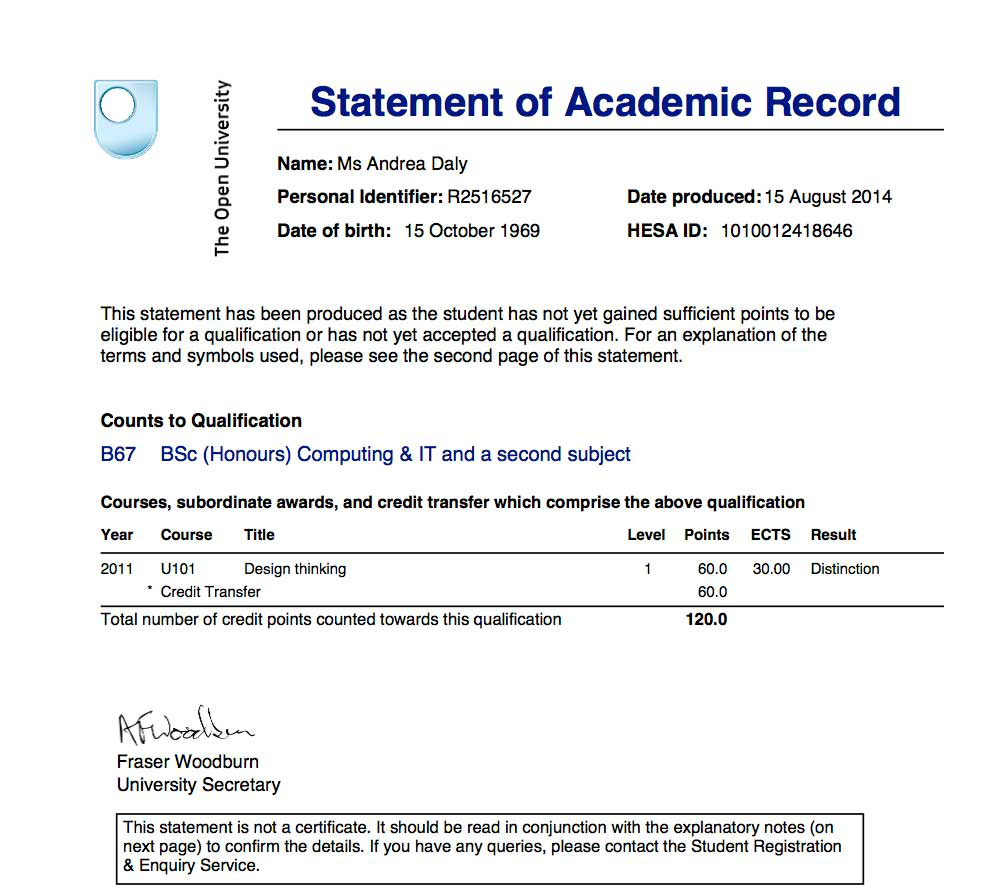 The Open University
Statement of Academic Record
Name: Ms Andrea Daly
Personal Identifier: R2516527 Date produced: 15 August 2014
Date of birth: 15 October 1969 HESA ID: 1010012418646
This statement has been produced as the student has not yet gained sufficient points to be
eligible for a qualification or has not yet accepted a qualification. For an explanation of the
terms and symbols used, please see the second page of this statement.
Counts to Qualification
B67 BSc (Honours) Computing & IT and a second subject
Courses, subordinate awards, and credit transfer which comprise the above qualification
Year Course Title Level Points ECTS Result
2011 U101 Design thinking 1 60.0 30.00 Distinction
* Credit Transfer 60.0
Total number of credit points counted towards this qualification 120.0
AFWoodburn
Fraser Woodburn
University Secretary
This statement is not a certificate. It should be read in conjunction with the explanatory notes (on
next page) to confirm the details. If you have any queries, please contact the Student Registration
& Enquiry Service.